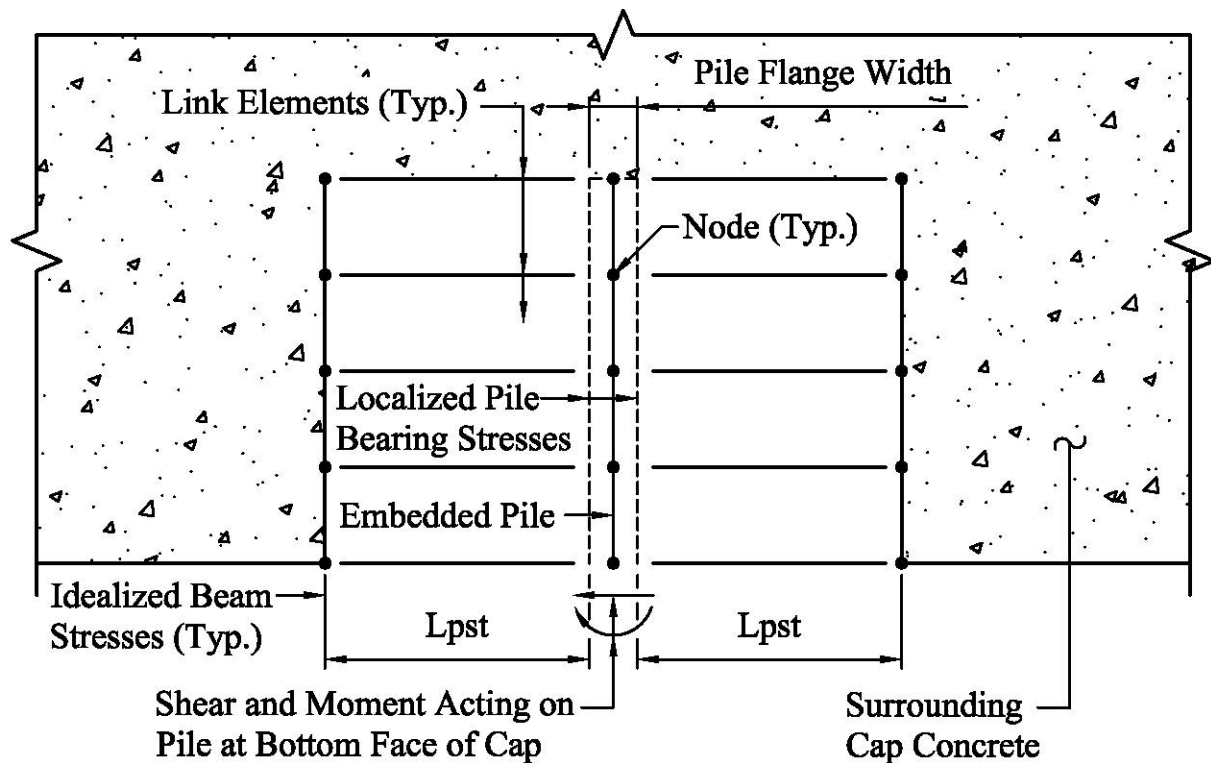 Pile Flange Width
Link Elements (Typ.)
Node (Typ.)
Localized Pile
Bearing Stresses
Embedded Pile
Idealized Beam
Stresses (Typ.)
Lpst
Lpst
Shear and Moment Acting on
Pile at Bottom Face of Cap
Surrounding
Cap Concrete